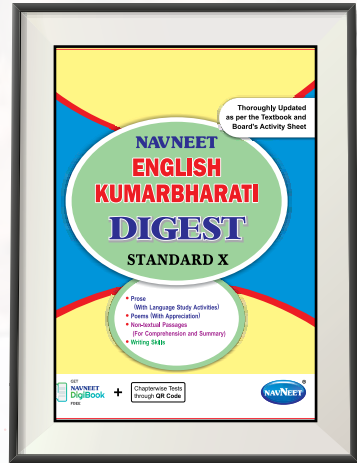 Thoroughly Updated
as per the Textbook and
Board's Activity Sheet
NAVNEET
ENGLISH
KUMARBHARATI
DIGEST
STANDARD X
• Prose
(With Language Study Activities)
• Poems (With Appreciation)
• Non-textual Passages
(For Comprehension and Summary)
• Writing Skills
GET
NAVNEET
DigiBook
FREE
+
Chapterwise Tests
through QR Code
NAVNEET®